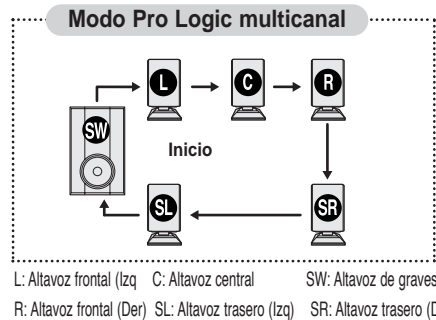 Modo Pro Logic multicanal
L C R
SW
Inicio
SL SR
L: Altavoz frontal (Izq C: Altavoz central SW: Altavoz de graves
R: Altavoz frontal (Der) SL: Altavoz trasero (Izq) SR: Altavoz trasero (D